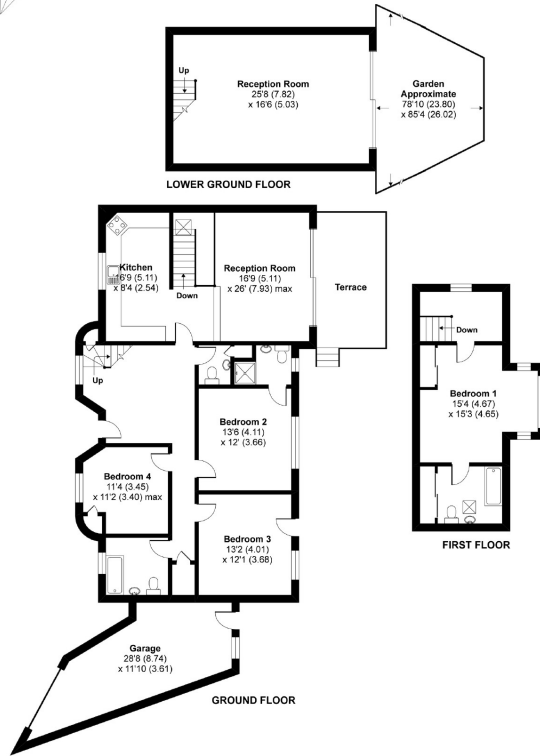 Up
Reception Room
25'8 (7.82)
x 16'6 (5.03)
Garden
Approximate
78'10 (23.80)
x 85'4 (26.02)
LOWER GROUND FLOOR
Kitchen
16'9 (5.11)
x 8'4 (2.54)
Down
Reception Room
16'9 (5.11)
x 26' (7.93) max
Terrace
Up
Bedroom 2
13'6 (4.11)
x 12' (3.66)
Bedroom 4
11'4 (3.45)
x 11'2 (3.40) max
Bedroom 3
13'2 (4.01)
x 12'1 (3.68)
Garage
28'8 (8.74)
x 11'10 (3.61)
GROUND FLOOR
Down
Bedroom 1
15'4 (4.67)
x 15'3 (4.65)
FIRST FLOOR